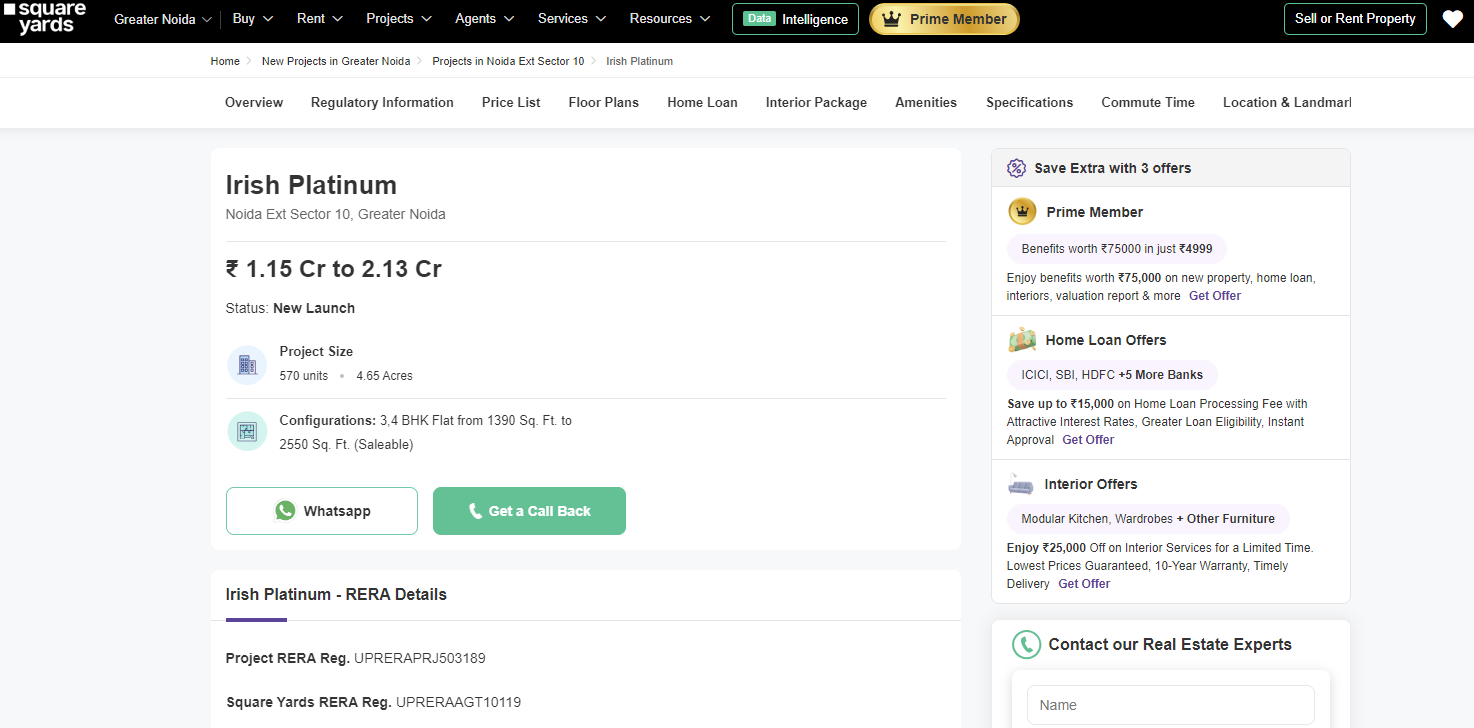 square
yards
Greater Noida
Buy
Rent
Projects
Agents
Services
Resources
Data Intelligence
Prime Member
Sell or Rent Property
Home
New Projects in Greater Noida
Projects in Noida Ext Sector 10
Irish Platinum
Overview
Regulatory Information
Price List
Floor Plans
Home Loan
Interior Package
Amenities
Specifications
Commute Time
Location & Landmar
Irish Platinum
Noida Ext Sector 10, Greater Noida
₹ 1.15 Cr to 2.13 Cr
Status: New Launch
Project Size
570 units • 4.65 Acres
Configurations: 3,4 BHK Flat from 1390 Sq. Ft. to
2550 Sq. Ft. (Saleable)
Whatsapp
Get a Call Back
Irish Platinum - RERA Details
Project RERA Reg. UPRERAPRJ503189
Square Yards RERA Reg. UPRERAAGT10119
Save Extra with 3 offers
Prime Member
Benefits worth ₹75000 in just ₹4999
Enjoy benefits worth ₹75,000 on new property, home loan,
interiors, valuation report & more Get Offer
Home Loan Offers
ICICI, SBI, HDFC +5 More Banks
Save up to ₹15,000 on Home Loan Processing Fee with
Attractive Interest Rates, Greater Loan Eligibility, Instant
Approval Get Offer
Interior Offers
Modular Kitchen, Wardrobes + Other Furniture
Enjoy ₹25,000 Off on Interior Services for a Limited Time.
Lowest Prices Guaranteed, 10-Year Warranty, Timely
Delivery Get Offer
Contact our Real Estate Experts
Name